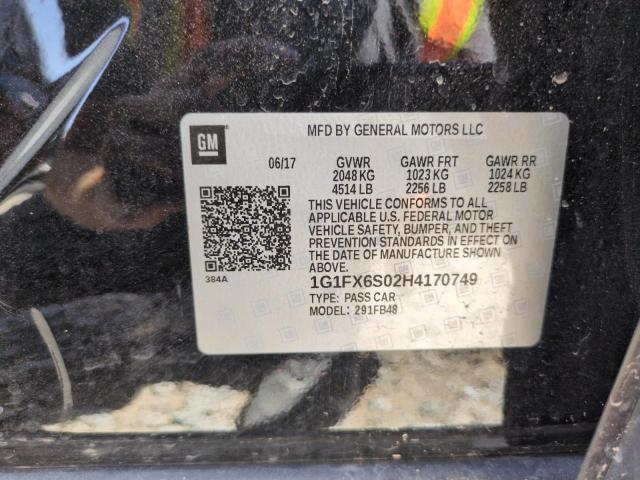 GM
MFD BY GENERAL MOTORS LLC
06/17 GVWR GAWR FRT GAWR RR
2048 KG 1023 KG 1024 KG
4514 LB 2256 LB 2258 LB
THIS VEHICLE CONFORMS TO ALL
APPLICABLE U.S. FEDERAL MOTOR
VEHICLE SAFETY, BUMPER, AND THEFT
PREVENTION STANDARDS IN EFFECT ON
THE DATE OF MANUFACTURE SHOWN
ABOVE.
384A
1G1FX6S02H4170749
TYPE: PASS CAR
MODEL: 291FB48